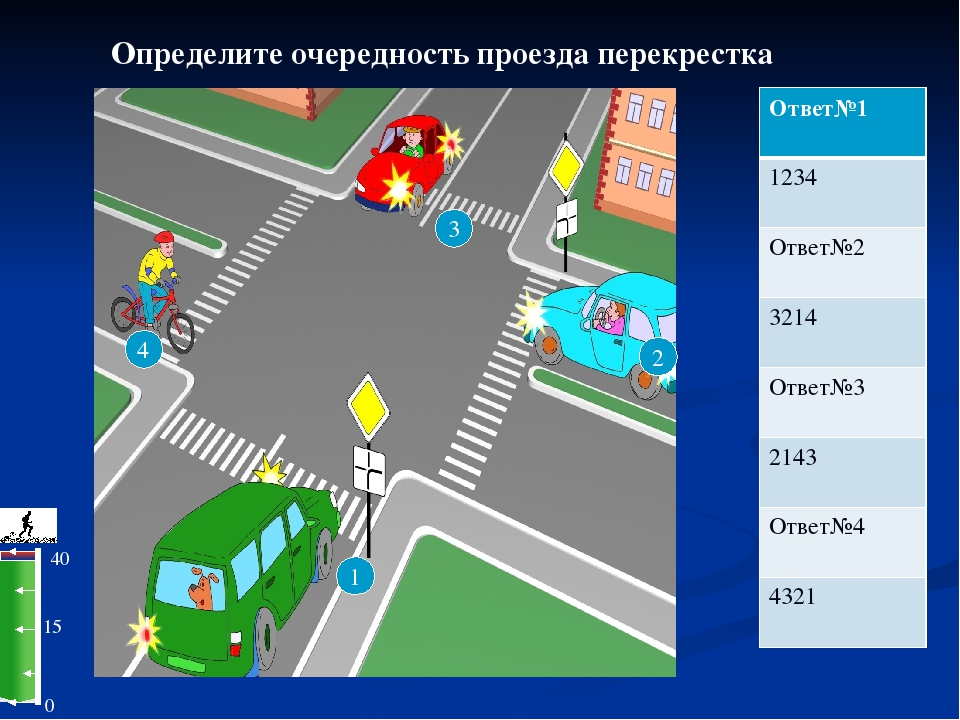 Определите очередность проезда перекрестка
Ответ№1
1234
Ответ№2
3214
Ответ№3
2143
Ответ№4
4321
3
4
2
1
40
15
0